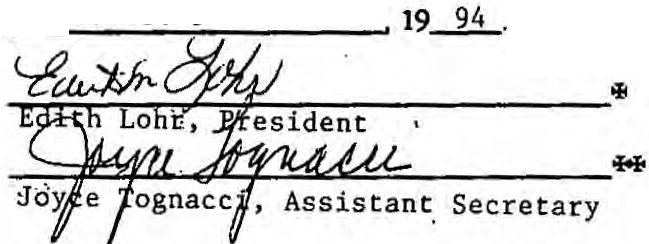 , 19 94.
Edith Lohr ✠
Edith Lohr, President
Joyce Tognacci ✠✠
Joyce Tognacci, Assistant Secretary